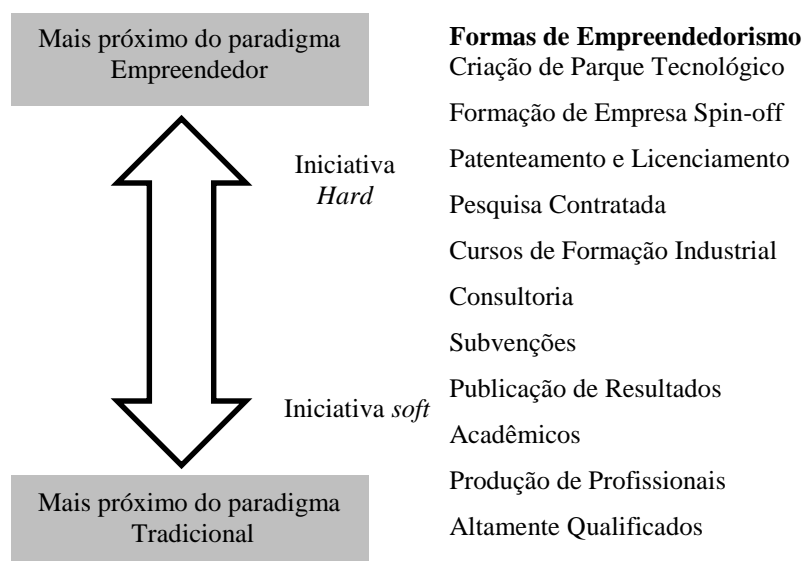 Mais próximo do paradigma
Empreendedor
Iniciativa
Hard
Iniciativa soft
Mais próximo do paradigma
Tradicional
Formas de Empreendedorismo
Criação de Parque Tecnológico
Formação de Empresa Spin-off
Patenteamento e Licenciamento
Pesquisa Contratada
Cursos de Formação Industrial
Consultoria
Subvenções
Publicação de Resultados
Acadêmicos
Produção de Profissionais
Altamente Qualificados